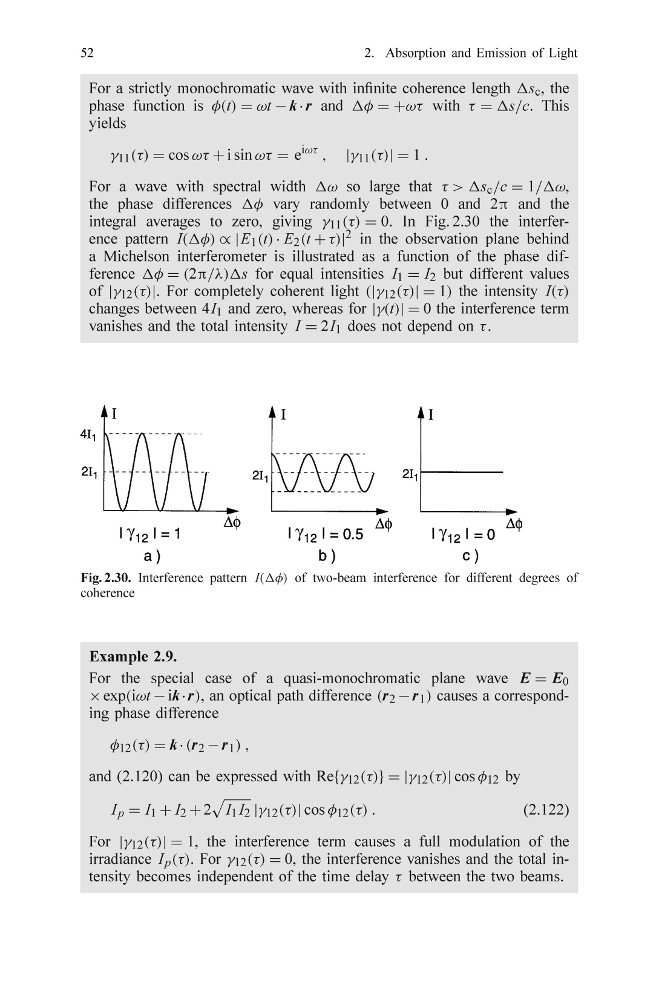 52
2. Absorption and Emission of Light
For a strictly monochromatic wave with infinite coherence length Δs_c, the
phase function is ϕ(t) = ωt − k·r and Δϕ = +ωτ with τ = Δs/c. This
yields
γ₁₁(τ) = cos ωτ + i sin ωτ = e^{iωτ} , |γ₁₁(τ)| = 1 .
For a wave with spectral width Δω so large that τ > Δs_c/c = 1/Δω,
the phase differences Δϕ vary randomly between 0 and 2π and the
integral averages to zero, giving γ₁₁(τ) = 0. In Fig. 2.30 the interfer-
ence pattern I(Δϕ) ∝ |E₁(t) · E₂(t + τ)|² in the observation plane behind
a Michelson interferometer is illustrated as a function of the phase dif-
ference Δϕ = (2π/λ)Δs for equal intensities I₁ = I₂ but different values
of |γ₁₂(τ)|. For completely coherent light (|γ₁₂(τ)| = 1) the intensity I(τ)
changes between 4I₁ and zero, whereas for |γ(t)| = 0 the interference term
vanishes and the total intensity I = 2I₁ does not depend on τ.
I
4I₁
2I₁
Δϕ
|γ₁₂| = 1
a)
I
2I₁
Δϕ
|γ₁₂| = 0.5
b)
I
2I₁
Δϕ
|γ₁₂| = 0
c)
Fig. 2.30. Interference pattern I(Δϕ) of two-beam interference for different degrees of
coherence
Example 2.9.
For the special case of a quasi-monochromatic plane wave E = E₀
× exp(iωt − ik·r), an optical path difference (r₂ − r₁) causes a correspond-
ing phase difference
ϕ₁₂(τ) = k · (r₂ − r₁) ,
and (2.120) can be expressed with Re{γ₁₂(τ)} = |γ₁₂(τ)| cos ϕ₁₂ by
I_p = I₁ + I₂ + 2√(I₁I₂) |γ₁₂(τ)| cos ϕ₁₂(τ) . (2.122)
For |γ₁₂(τ)| = 1, the interference term causes a full modulation of the
irradiance I_p(τ). For γ₁₂(τ) = 0, the interference vanishes and the total in-
tensity becomes independent of the time delay τ between the two beams.